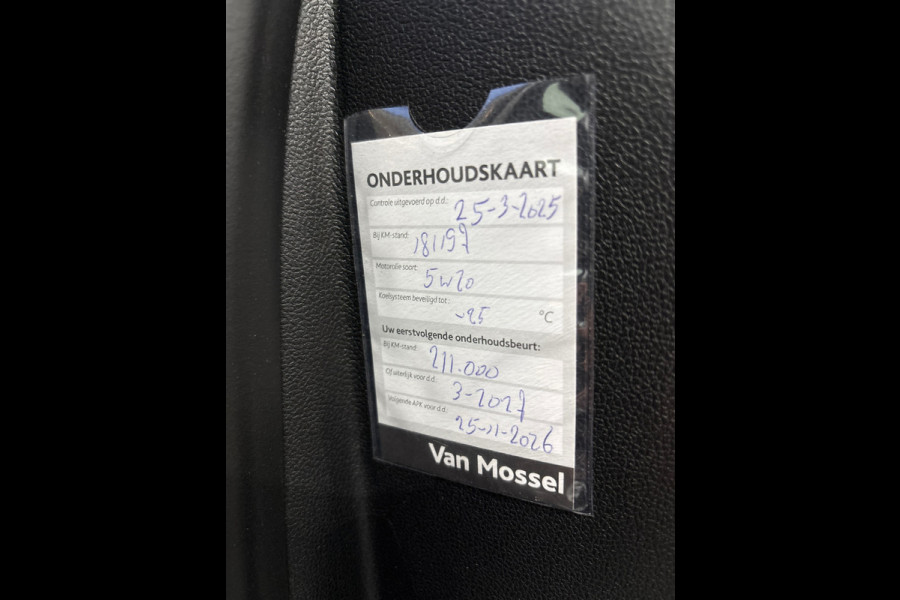 ONDERHOUDSKAART
Controle uitgevoerd op d.d.: 25-3-2025
Bij KM-stand: 181197
Motorolie soort: 5w20
Koelsysteem beveiligd tot: -25 °C
Uw eerstvolgende onderhoudsbeurt:
Bij KM-stand: 211.000
Of uiterlijk voor d.d.: 3-2027
Volgende APK voor d.d.: 25-11-2026
Van Mossel